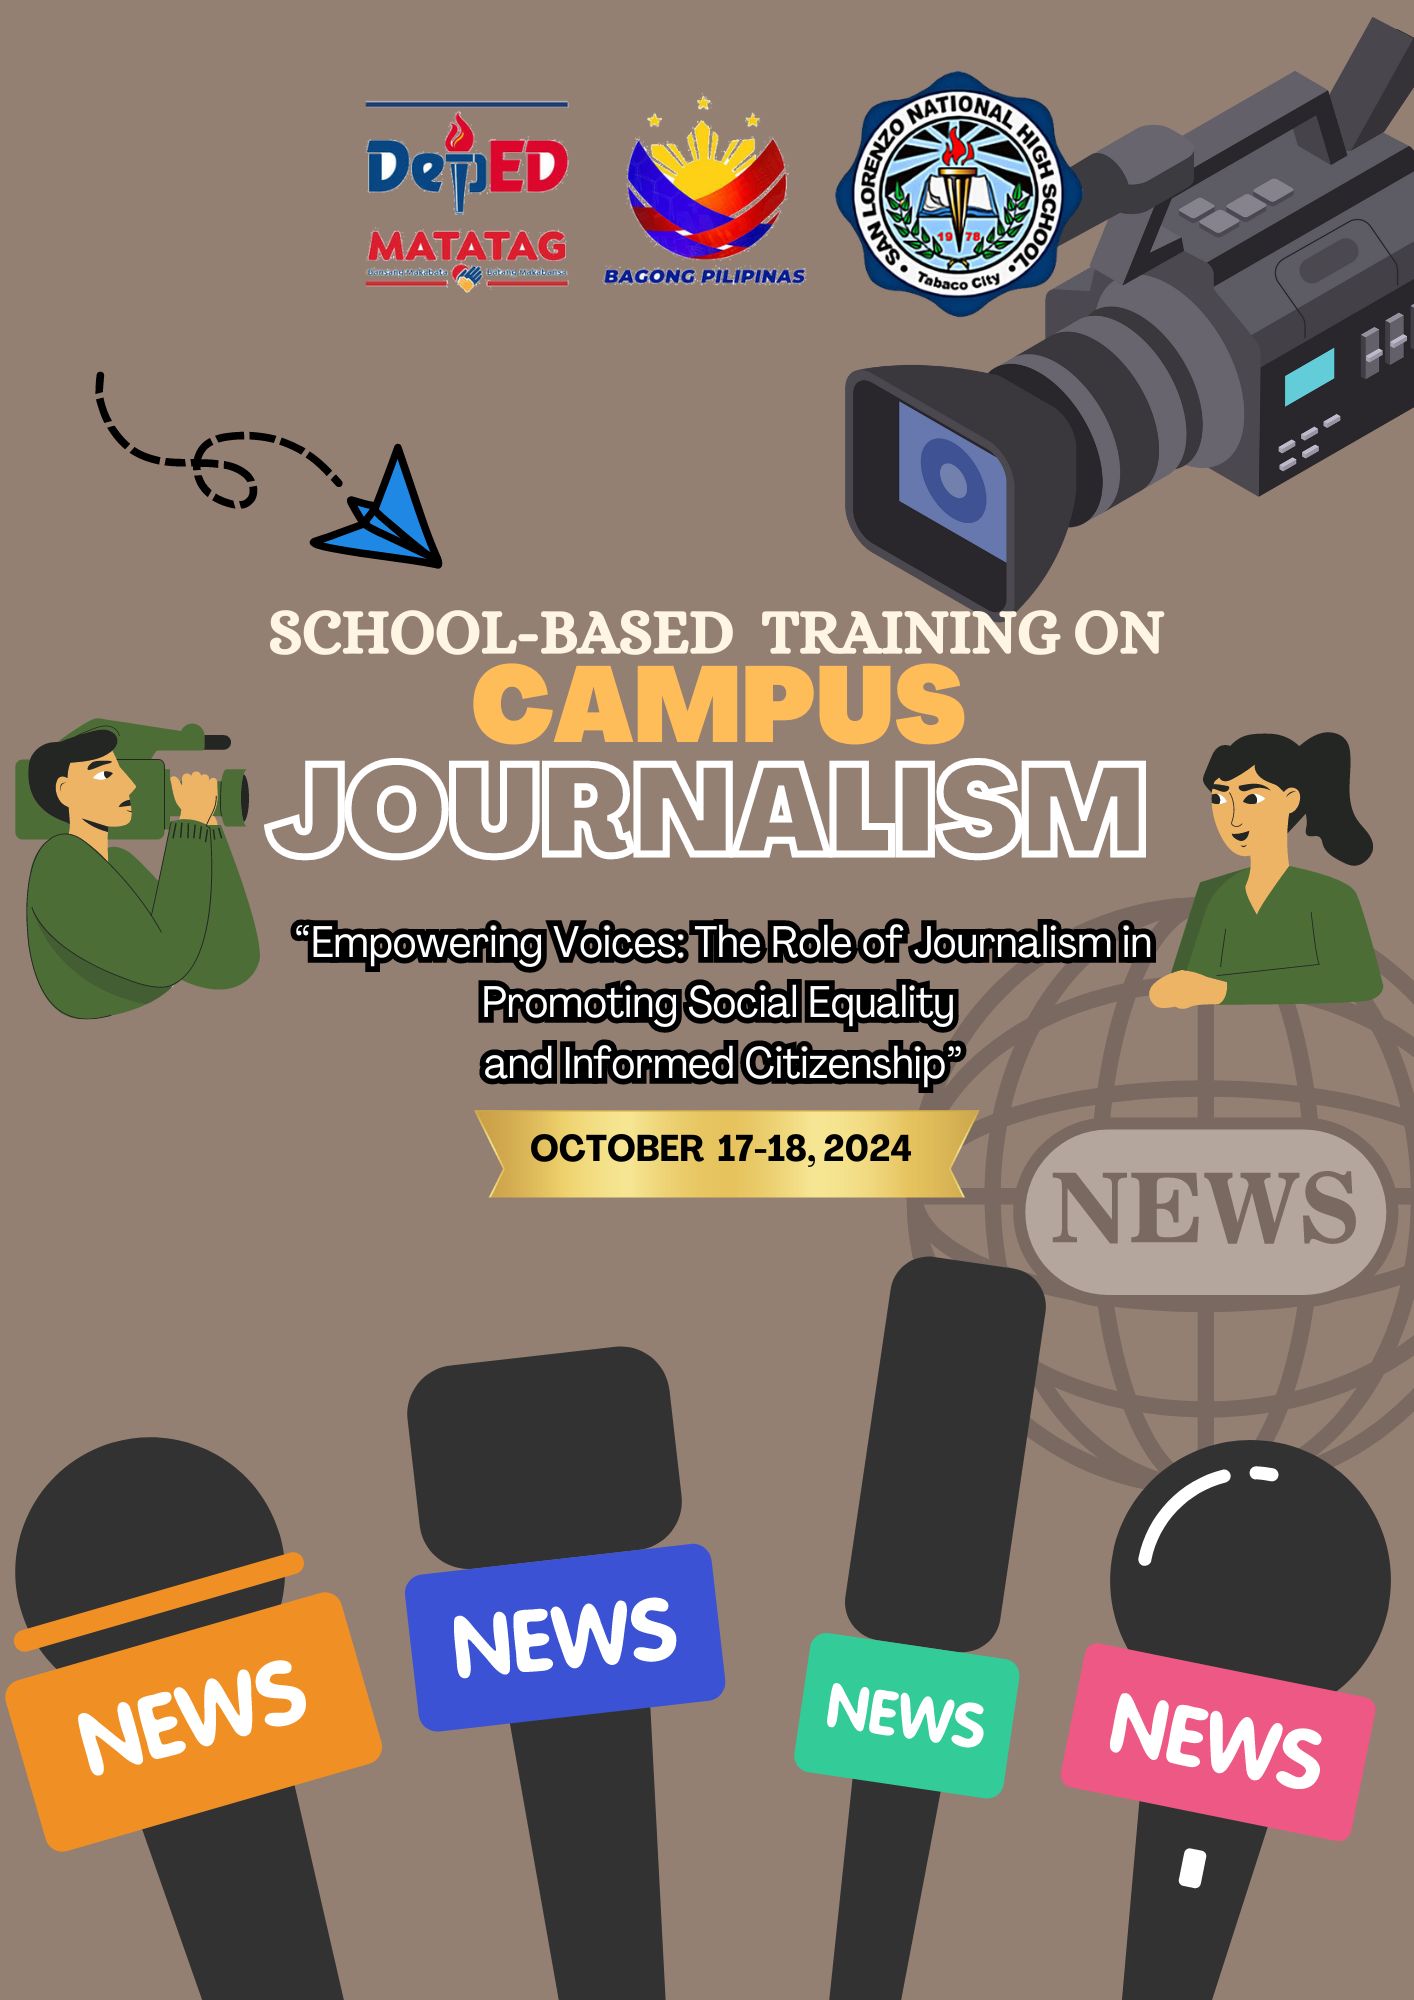 DepED
MATATAG
Bansang Makabata Batang Makabansa
BAGONG PILIPINAS
SAN LORENZO NATIONAL HIGH SCHOOL
1978
Tabaco City
SCHOOL-BASED TRAINING ON
CAMPUS
JOURNALISM
“Empowering Voices: The Role of Journalism in
Promoting Social Equality
and Informed Citizenship”
OCTOBER 17-18, 2024
NEWS
NEWS
NEWS
NEWS
NEWS